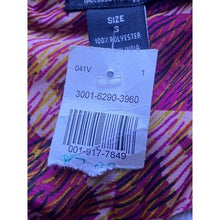 SIZE
S
100% POLYESTER
041V 1
3001-6290-3960
001-917-7849